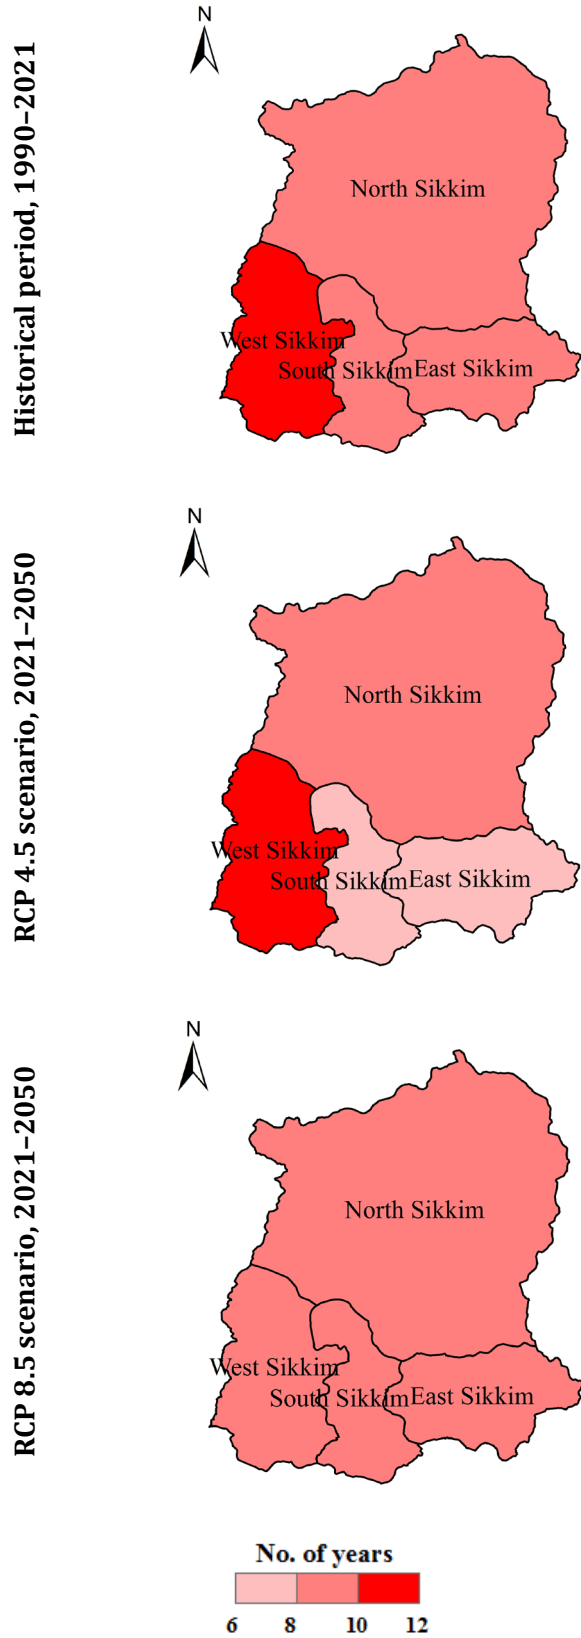 N
Historical period, 1990–2021
North Sikkim
West Sikkim
South Sikkim
East Sikkim
N
RCP 4.5 scenario, 2021–2050
North Sikkim
West Sikkim
South Sikkim
East Sikkim
N
RCP 8.5 scenario, 2021–2050
North Sikkim
West Sikkim
South Sikkim
East Sikkim
No. of years
6 8 10 12